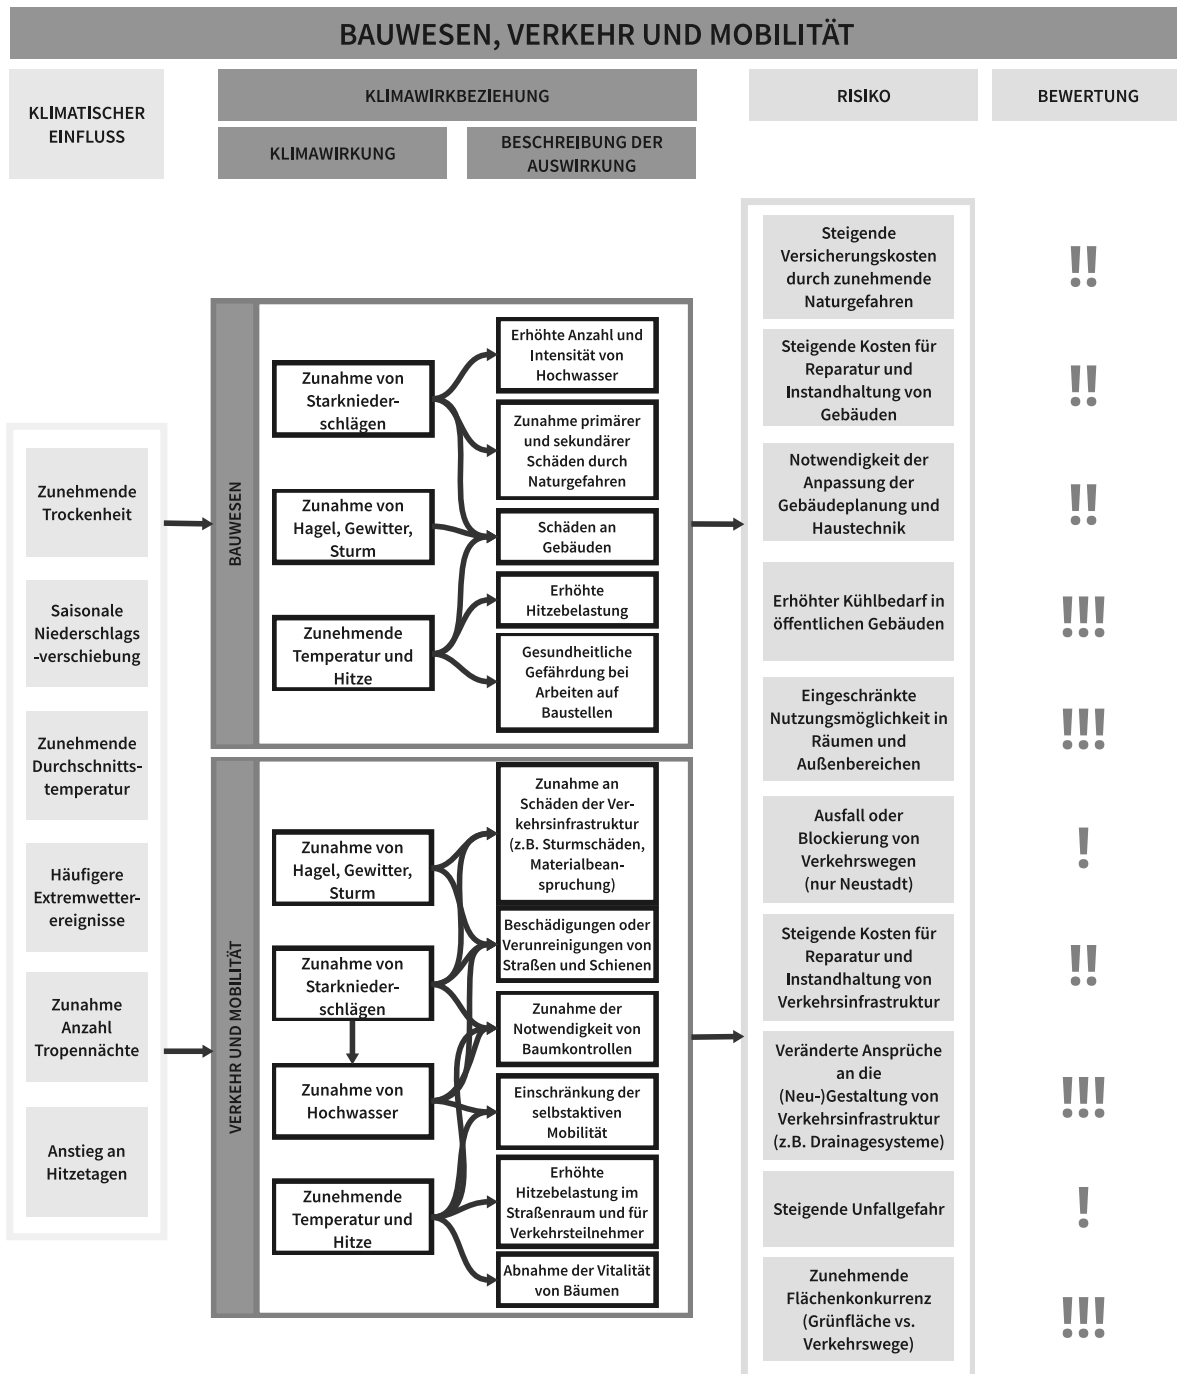 BAUWESEN, VERKEHR UND MOBILITÄT
KLIMATISCHER
EINFLUSS
KLIMAWIRKBEZIEHUNG
KLIMAWIRKUNG
BESCHREIBUNG DER
AUSWIRKUNG
RISIKO
BEWERTUNG
Zunehmende
Trockenheit
Saisonale
Niederschlags
-verschiebung
Zunehmende
Durchschnitts-
temperatur
Häufigere
Extremwetter-
ereignisse
Zunahme
Anzahl
Tropennächte
Anstieg an
Hitzetagen
BAUWESEN
Zunahme von
Starknieder-
schlägen
Zunahme von
Hagel, Gewitter,
Sturm
Zunehmende
Temperatur und
Hitze
Erhöhte Anzahl und
Intensität von
Hochwasser
Zunahme primärer
und sekundärer
Schäden durch
Naturgefahren
Schäden an
Gebäuden
Erhöhte
Hitzebelastung
Gesundheitliche
Gefährdung bei
Arbeiten auf
Baustellen
VERKEHR UND MOBILITÄT
Zunahme von
Hagel, Gewitter,
Sturm
Zunahme von
Starknieder-
schlägen
Zunahme von
Hochwasser
Zunehmende
Temperatur und
Hitze
Zunahme an
Schäden der Ver-
kehrsinfrastruktur
(z.B. Sturmschäden,
Materialbean-
spruchung)
Beschädigungen oder
Verunreinigungen von
Straßen und Schienen
Zunahme der
Notwendigkeit von
Baumkontrollen
Einschränkung der
selbstaktiven
Mobilität
Erhöhte
Hitzebelastung im
Straßenraum und für
Verkehrsteilnehmer
Abnahme der Vitalität
von Bäumen
Steigende
Versicherungskosten
durch zunehmende
Naturgefahren
!!
Steigende Kosten für
Reparatur und
Instandhaltung von
Gebäuden
!!
Notwendigkeit der
Anpassung der
Gebäudeplanung und
Haustechnik
!!
Erhöhter Kühlbedarf in
öffentlichen Gebäuden
!!!
Eingeschränkte
Nutzungsmöglichkeit in
Räumen und
Außenbereichen
!!!
Ausfall oder
Blockierung von
Verkehrswegen
(nur Neustadt)
!
Steigende Kosten für
Reparatur und
Instandhaltung von
Verkehrsinfrastruktur
!!
Veränderte Ansprüche
an die
(Neu-)Gestaltung von
Verkehrsinfrastruktur
(z.B. Drainagesysteme)
!!!
Steigende Unfallgefahr
!
Zunehmende
Flächenkonkurrenz
(Grünfläche vs.
Verkehrswege)
!!!